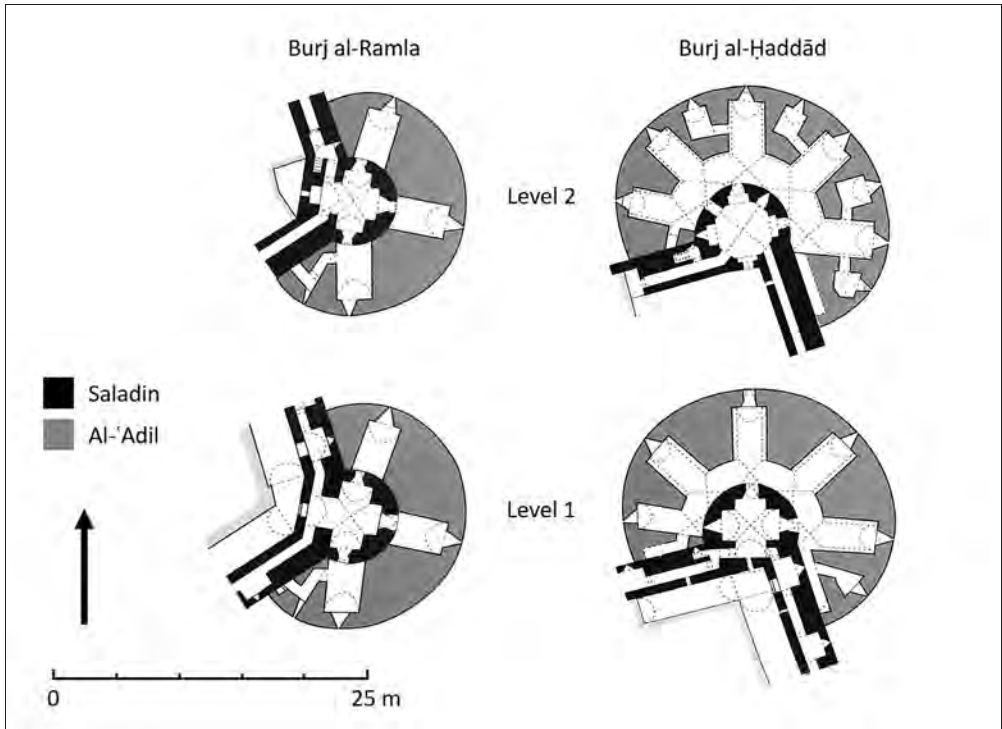 Burj al-Ramla
Burj al-Ḥaddād
Level 2
Saladin
Al-ʿAdil
Level 1
0
25 m